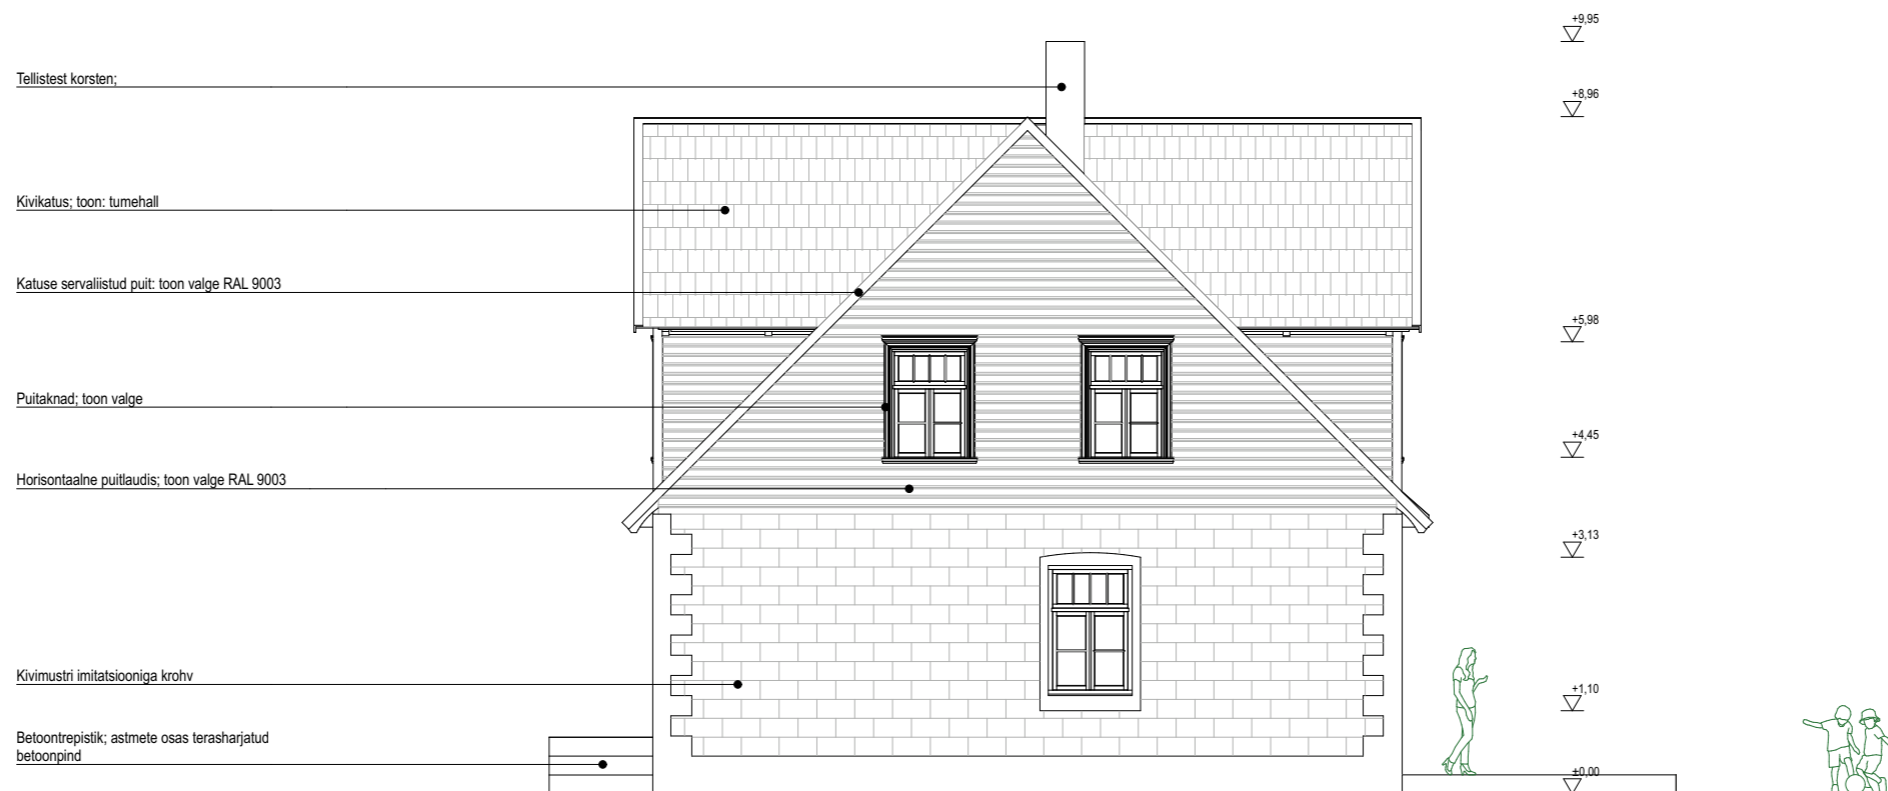 Tellistest korsten;
Kivikatus; toon: tumehall
Katuse servaliistud puit: toon valge RAL 9003
Puitaknad; toon valge
Horisontaalne puitlaudis; toon valge RAL 9003
Kivimustri imitatsiooniga krohv
Betoontrepistik; astmete osas terasharjatud
betoonpind
+9,95
+8,96
+5,98
+4,45
+3,13
+1,10
±0,00